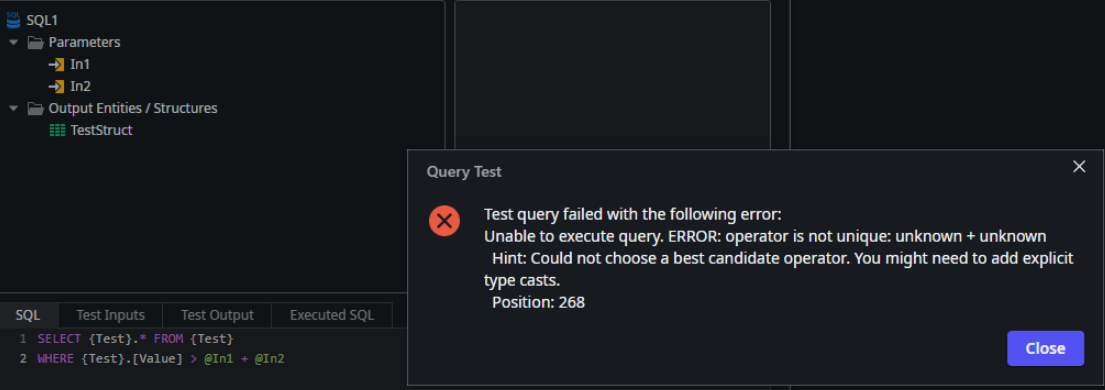 SQL1
Parameters
In1
In2
Output Entities / Structures
TestStruct
Query Test
Test query failed with the following error:
Unable to execute query. ERROR: operator is not unique: unknown + unknown
Hint: Could not choose a best candidate operator. You might need to add explicit
type casts.
Position: 268
Close
SQL Test Inputs Test Output Executed SQL
1 SELECT {Test}.* FROM {Test}
2 WHERE {Test}.[Value] > @In1 + @In2